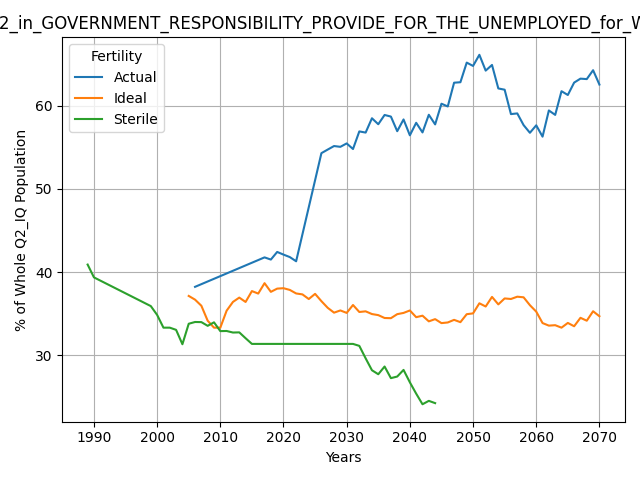 2_in_GOVERNMENT_RESPONSIBILITY_PROVIDE_FOR_THE_UNEMPLOYED_for_W
Fertility
Actual
Ideal
Sterile
% of Whole Q2_IQ Population
60
50
40
30
1990 2000 2010 2020 2030 2040 2050 2060 2070
Years